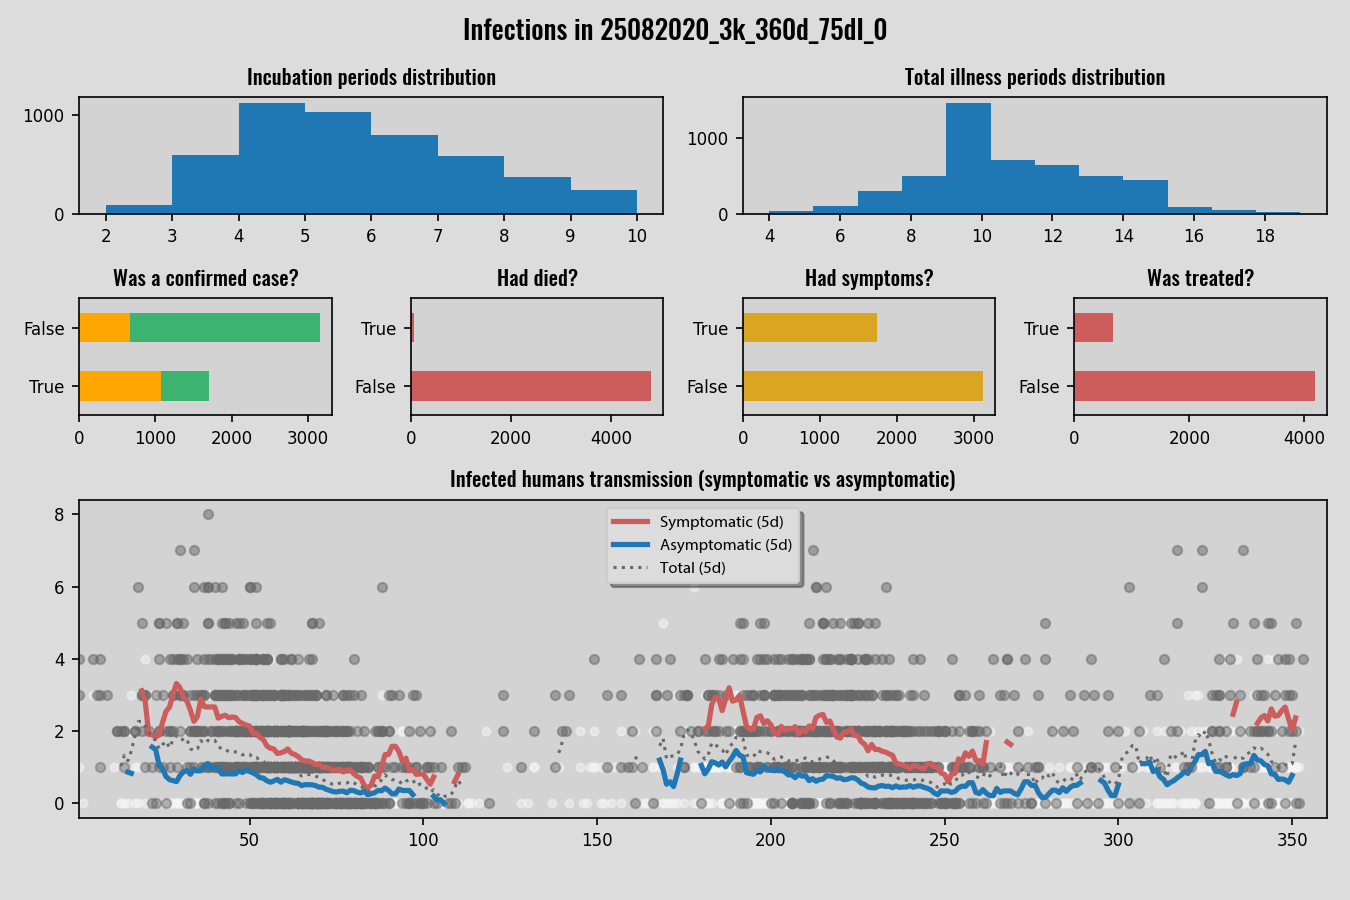 Infections in 25082020_3k_360d_75dl_0
Incubation periods distribution
Total illness periods distribution
1000
0
2 3 4 5 6 7 8 9 10
1000
0
4 6 8 10 12 14 16 18
Was a confirmed case?
Had died?
Had symptoms?
Was treated?
False
True
0 1000 2000 3000
True
False
0 2000 4000
True
False
0 1000 2000 3000
True
False
0 2000 4000
Infected humans transmission (symptomatic vs asymptomatic)
Symptomatic (5d)
Asymptomatic (5d)
Total (5d)
8
6
4
2
0
50 100 150 200 250 300 350